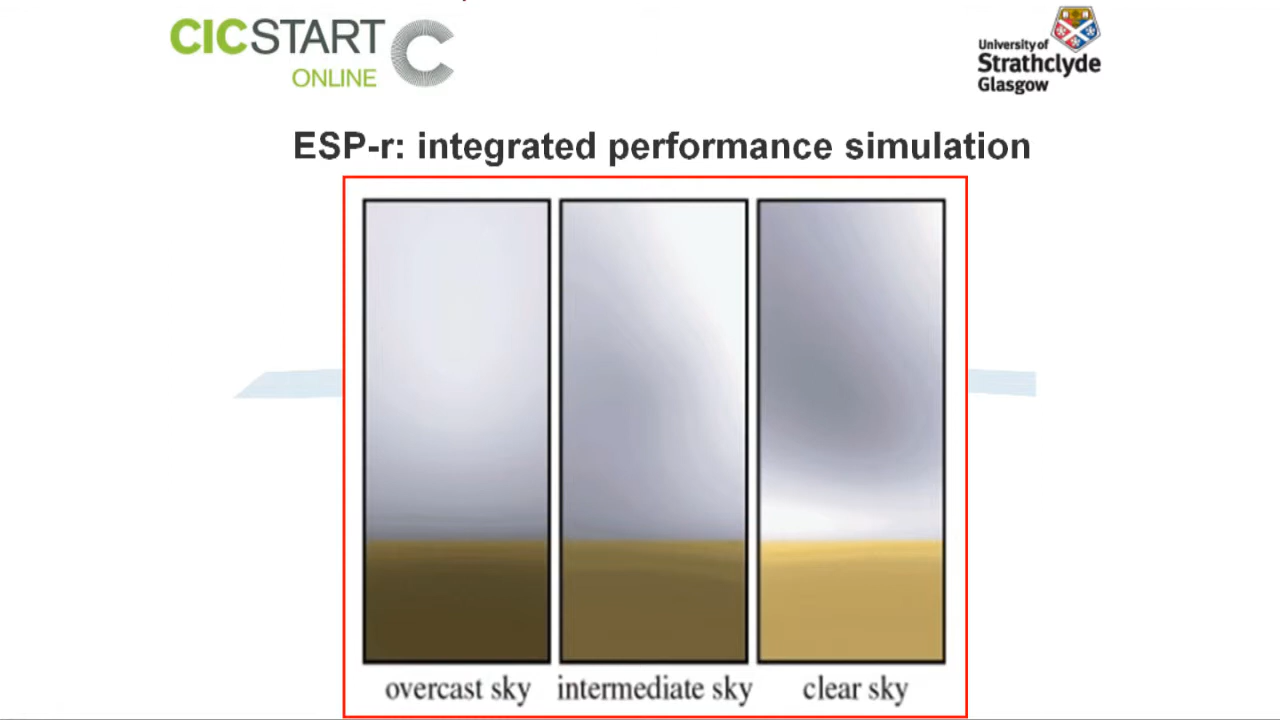 CICSTART
ONLINE
University of
Strathclyde
Glasgow
ESP-r: integrated performance simulation
overcast sky
intermediate sky
clear sky